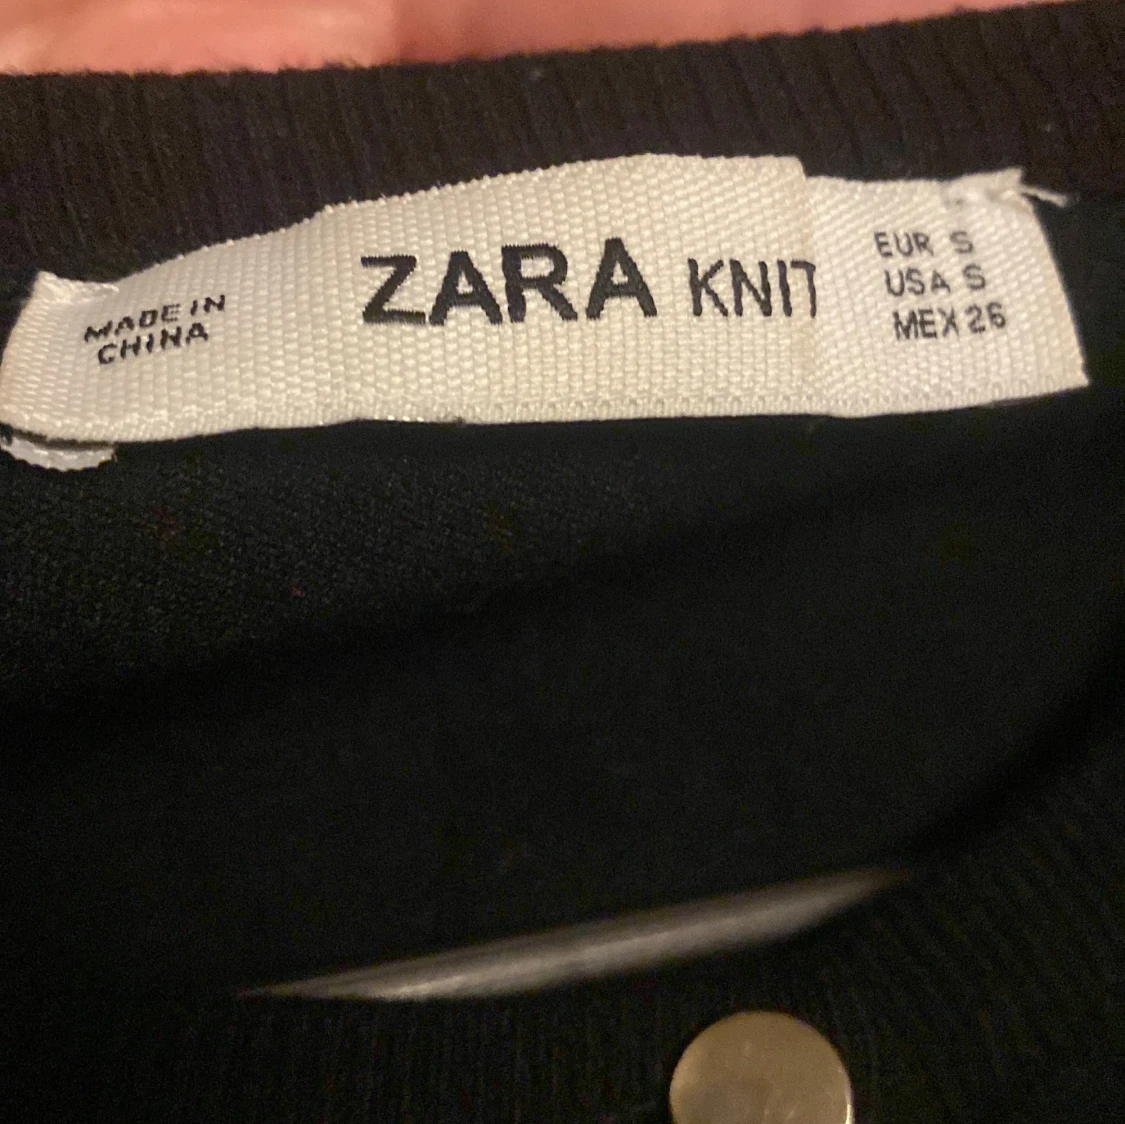 MADE IN
CHINA
ZARA KNIT
EUR S
USA S
MEX 26